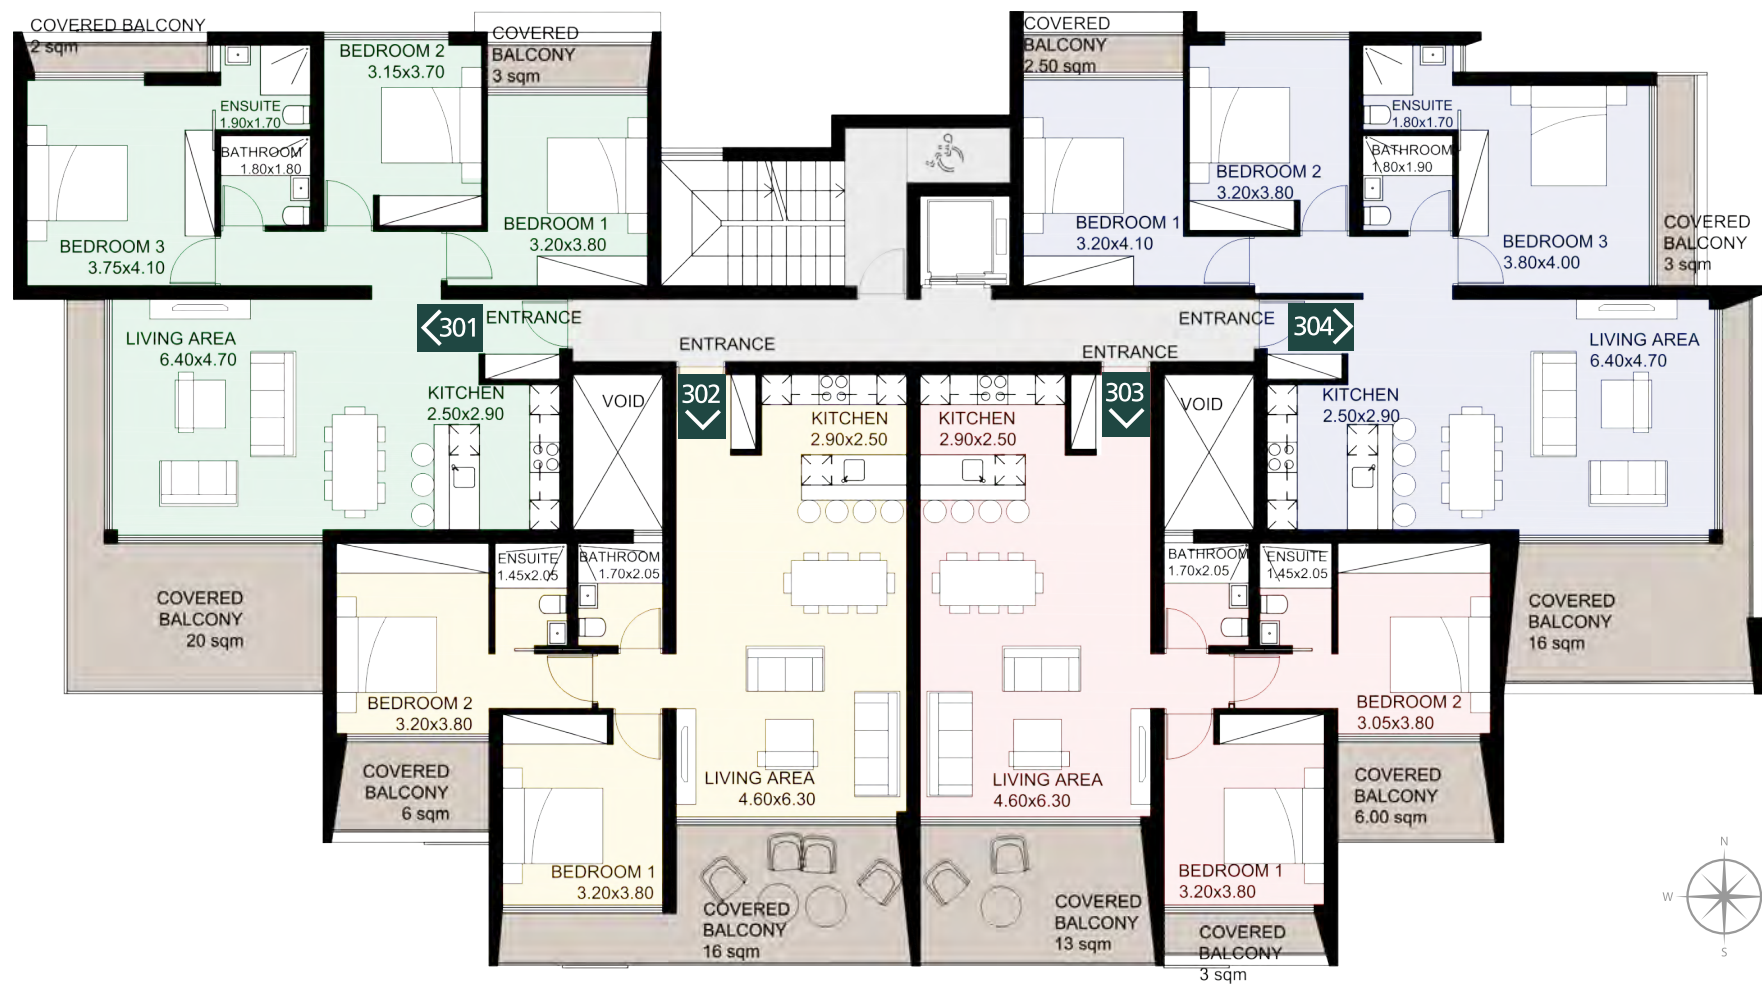 COVERED BALCONY
2 sqm
BEDROOM 2
3.15x3.70
COVERED
BALCONY
3 sqm
ENSUITE
1.90x1.70
BATHROOM
1.80x1.80
BEDROOM 3
3.75x4.10
BEDROOM 1
3.20x3.80
COVERED
BALCONY
2.50 sqm
BEDROOM 2
3.20x3.80
BEDROOM 1
3.20x4.10
ENSUITE
1.80x1.70
BATHROOM
1.80x1.90
BEDROOM 3
3.80x4.00
COVERED
BALCONY
3 sqm
LIVING AREA
6.40x4.70
301
ENTRANCE
KITCHEN
2.50x2.90
ENTRANCE
ENTRANCE
ENTRANCE
304
LIVING AREA
6.40x4.70
KITCHEN
2.50x2.90
VOID
302
KITCHEN
2.90x2.50
KITCHEN
2.90x2.50
303
VOID
COVERED
BALCONY
20 sqm
ENSUITE
1.45x2.05
BATHROOM
1.70x2.05
BATHROOM
1.70x2.05
ENSUITE
1.45x2.05
COVERED
BALCONY
16 sqm
BEDROOM 2
3.20x3.80
BEDROOM 2
3.05x3.80
COVERED
BALCONY
6 sqm
LIVING AREA
4.60x6.30
LIVING AREA
4.60x6.30
COVERED
BALCONY
6.00 sqm
BEDROOM 1
3.20x3.80
BEDROOM 1
3.20x3.80
COVERED
BALCONY
16 sqm
COVERED
BALCONY
13 sqm
COVERED
BALCONY
3 sqm
N
W
S